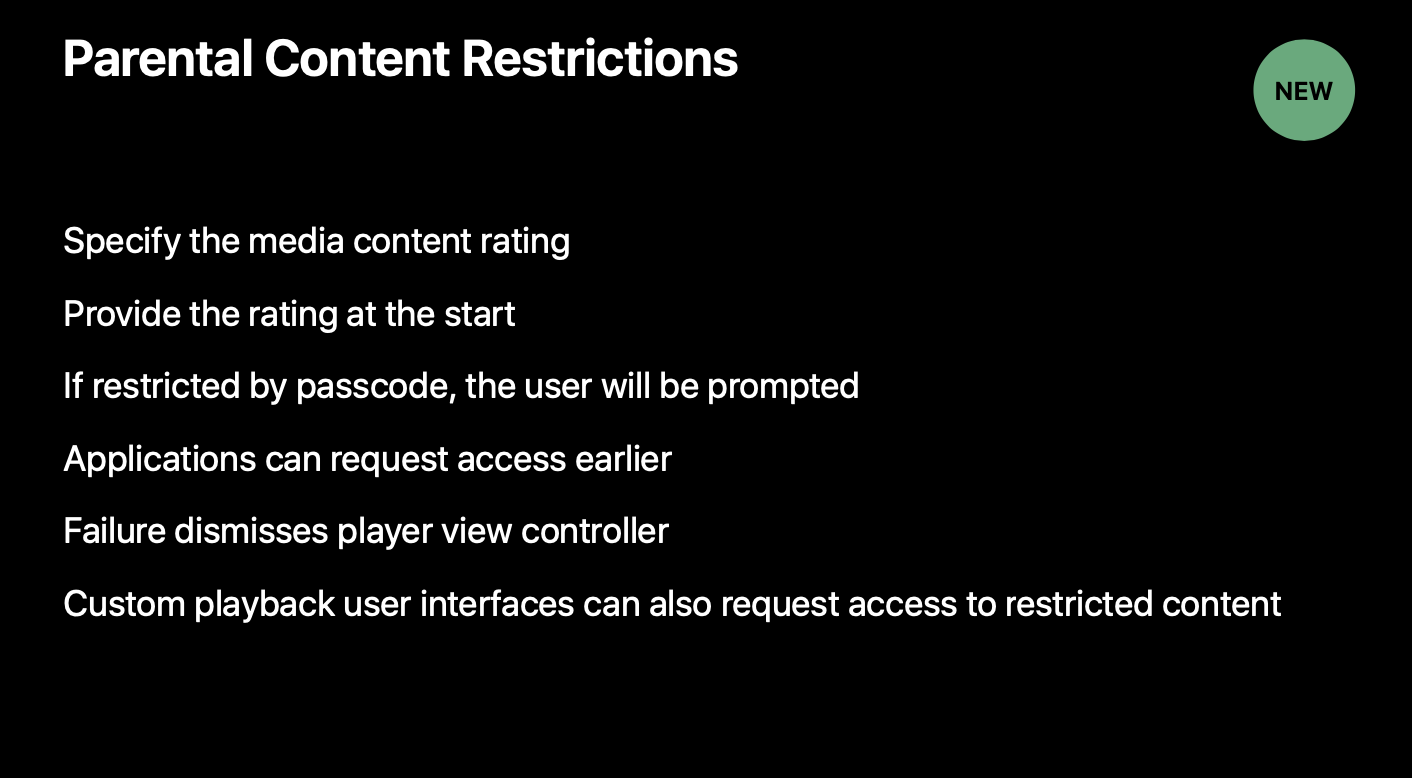 Parental Content Restrictions
NEW
Specify the media content rating
Provide the rating at the start
If restricted by passcode, the user will be prompted
Applications can request access earlier
Failure dismisses player view controller
Custom playback user interfaces can also request access to restricted content